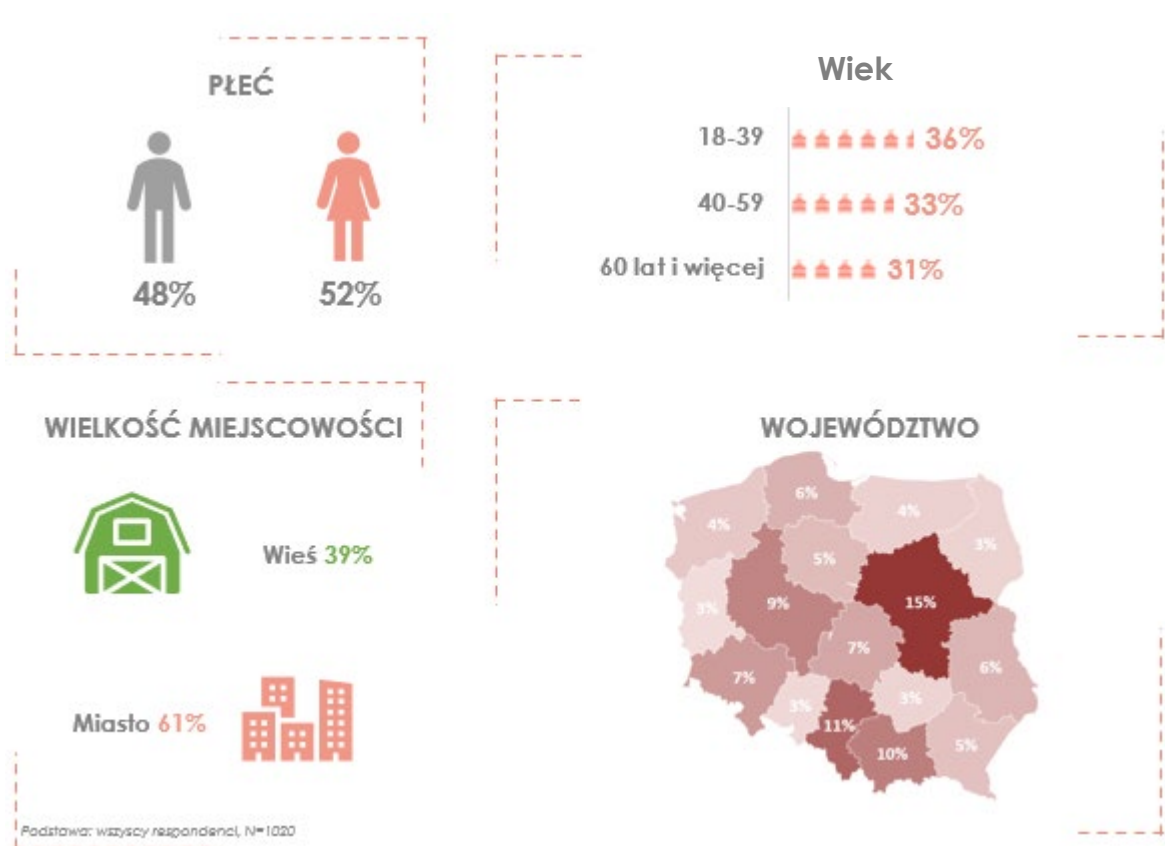 PŁEĆ
48%
52%
Wiek
18-39 36%
40-59 33%
60 lat i więcej 31%
WIELKOŚĆ MIEJSCOWOŚCI
Wieś 39%
Miasto 61%
WOJEWÓDZTWO
6%
4%
4%
3%
5%
15%
9%
3%
7%
6%
7%
3%
3%
11%
10%
5%
Podstawa: wszyscy respondenci, N=1020